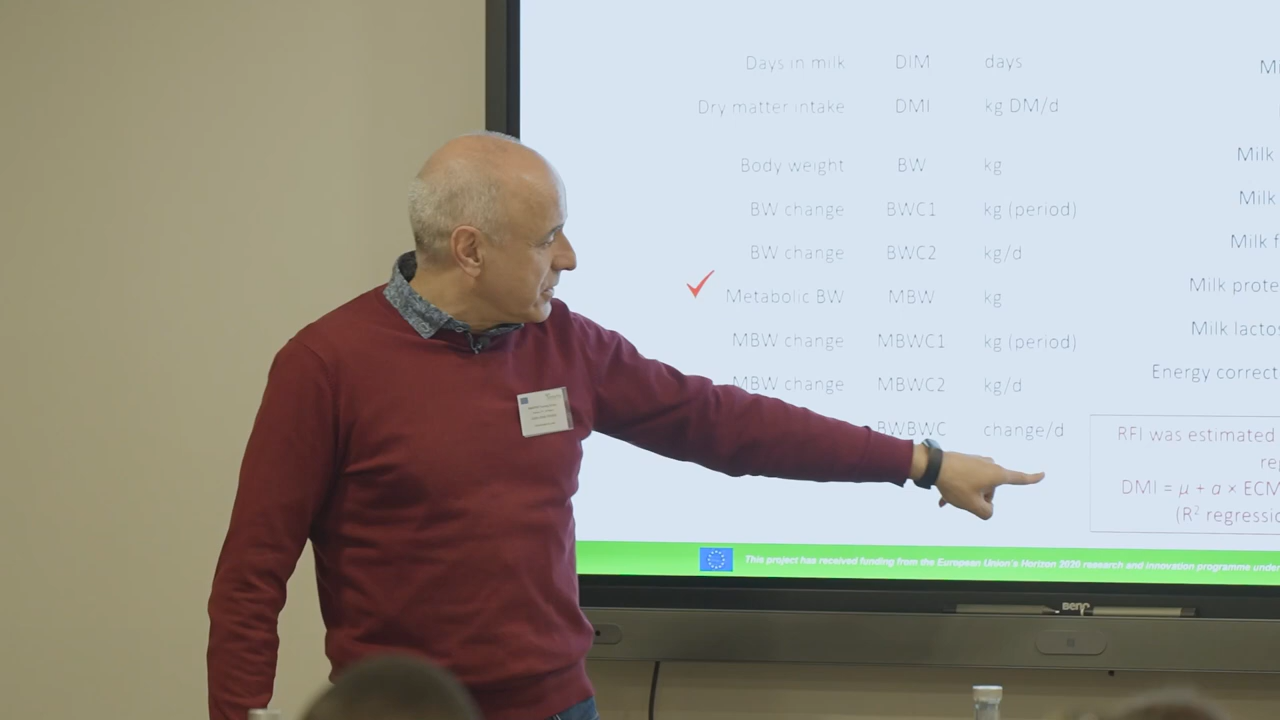 Days in milk DIM days
Mi
Dry matter intake DMI kg DM/d
Body weight BW kg
Milk
BW change BWC1 kg (period)
Milk
BW change BWC2 kg/d
Milk f
Metabolic BW MBW kg
Milk prote
MBW change MBWC1 kg (period)
Milk lacto
MBW change MBWC2 kg/d
Energy correct
BWBWC change/d
RFI was estimated
reg
DMI = μ + a × ECM
(R² regressio
This project has received funding from the European Union's Horizon 2020 research and innovation programme under
BenQ